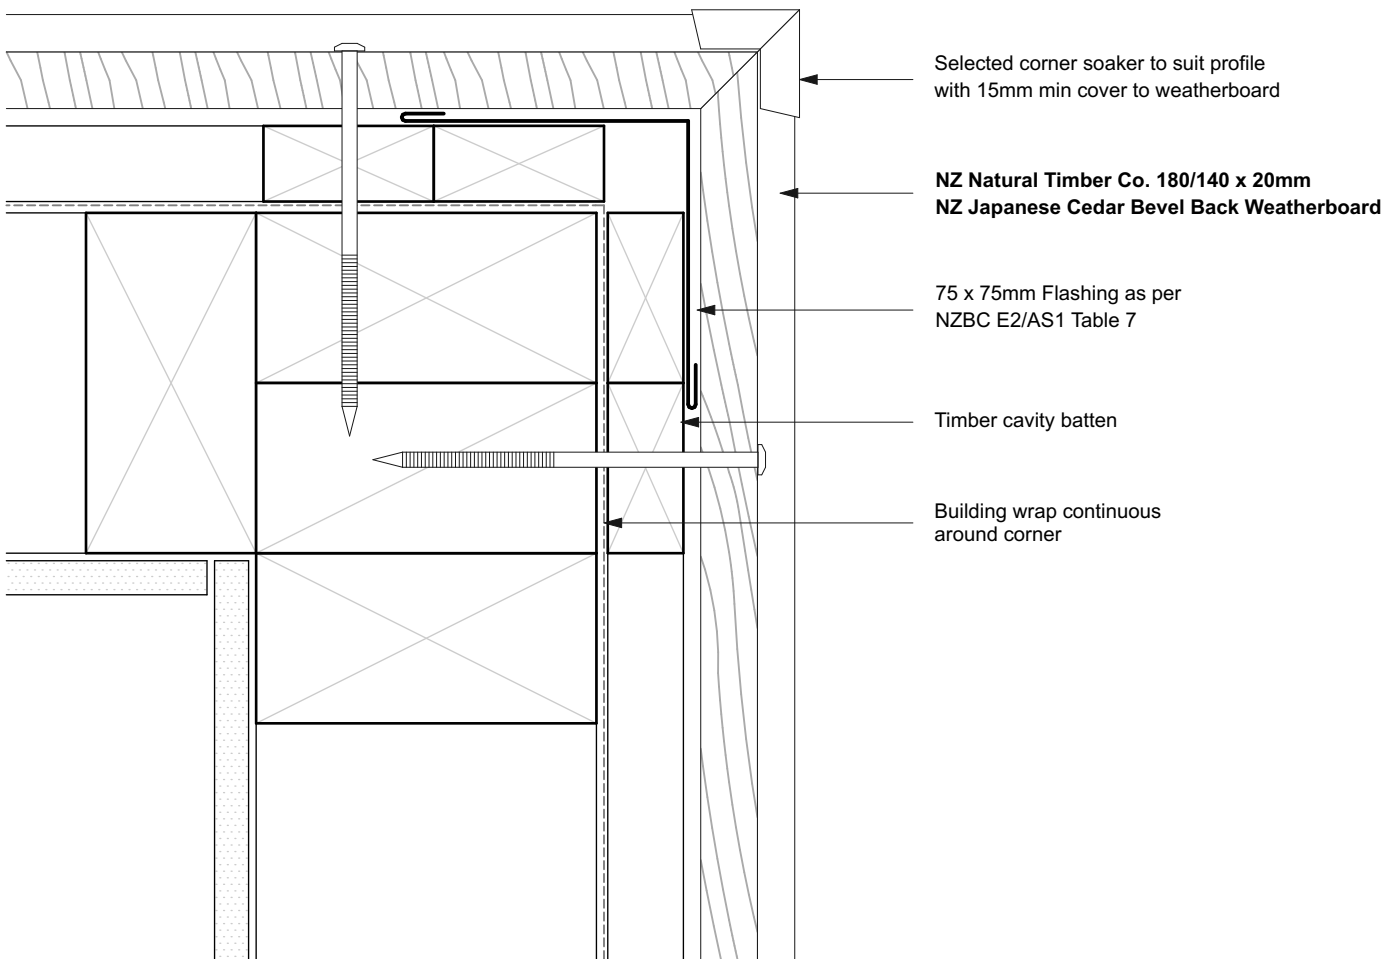 Selected corner soaker to suit profile
with 15mm min cover to weatherboard
NZ Natural Timber Co. 180/140 x 20mm
NZ Japanese Cedar Bevel Back Weatherboard
75 x 75mm Flashing as per
NZBC E2/AS1 Table 7
Timber cavity batten
Building wrap continuous
around corner